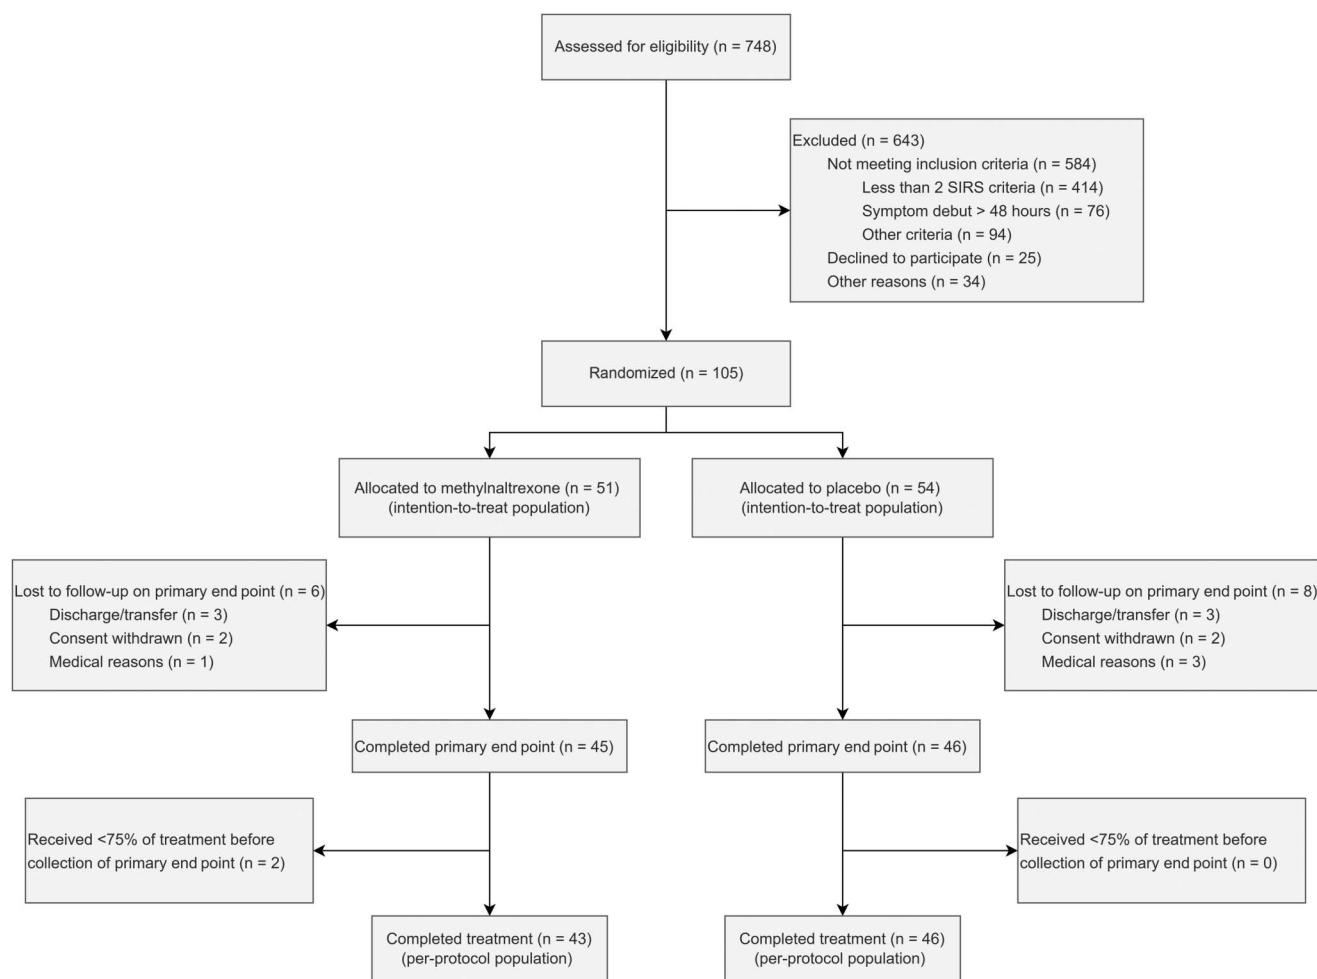 Assessed for eligibility (n = 748)
Excluded (n = 643)
Not meeting inclusion criteria (n = 584)
Less than 2 SIRS criteria (n = 414)
Symptom debut > 48 hours (n = 76)
Other criteria (n = 94)
Declined to participate (n = 25)
Other reasons (n = 34)
Randomized (n = 105)
Allocated to methylnaltrexone (n = 51)
(intention-to-treat population)
Allocated to placebo (n = 54)
(intention-to-treat population)
Lost to follow-up on primary end point (n = 6)
Discharge/transfer (n = 3)
Consent withdrawn (n = 2)
Medical reasons (n = 1)
Lost to follow-up on primary end point (n = 8)
Discharge/transfer (n = 3)
Consent withdrawn (n = 2)
Medical reasons (n = 3)
Completed primary end point (n = 45)
Completed primary end point (n = 46)
Received <75% of treatment before
collection of primary end point (n = 2)
Received <75% of treatment before
collection of primary end point (n = 0)
Completed treatment (n = 43)
(per-protocol population)
Completed treatment (n = 46)
(per-protocol population)